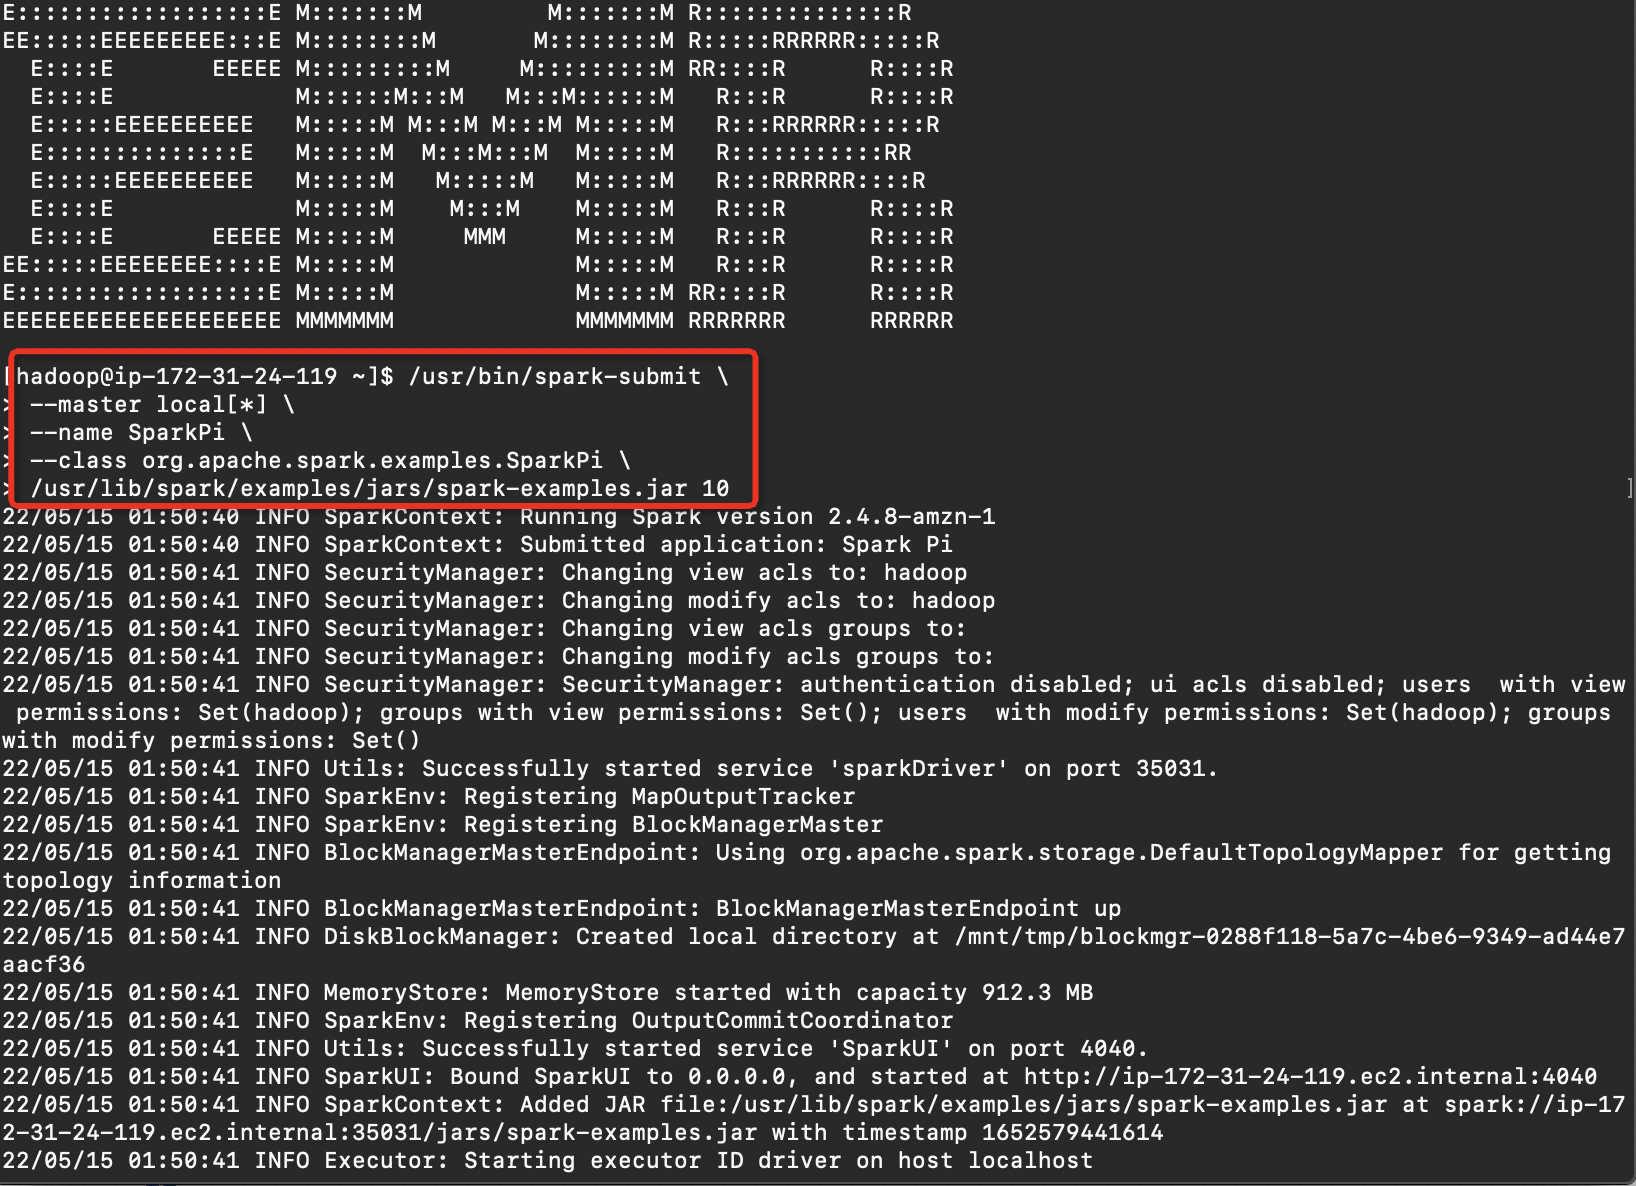 E::::::::::::::::::E M:::::::M         M:::::::M R::::::::::::::R
EE:::::EEEEEEEEE:::E M::::::::M       M::::::::M R:::::RRRRRR:::::R
  E::::E       EEEEE M:::::::::M     M:::::::::M RR::::R      R::::R
  E::::E             M::::::M:::M   M:::M::::::M   R:::R      R::::R
  E:::::EEEEEEEEEE   M:::::M M:::M M:::M M:::::M   R:::RRRRRR:::::R
  E::::::::::::::E   M:::::M  M:::M:::M  M:::::M   R:::::::::::RR
  E:::::EEEEEEEEEE   M:::::M   M:::::M   M:::::M   R:::RRRRRR::::R
  E::::E             M:::::M    M:::M    M:::::M   R:::R      R::::R
  E::::E       EEEEE M:::::M     MMM     M:::::M   R:::R      R::::R
EE:::::EEEEEEEE::::E M:::::M             M:::::M   R:::R      R::::R
E::::::::::::::::::E M:::::M             M:::::M RR::::R      R::::R
EEEEEEEEEEEEEEEEEEEE MMMMMMM             MMMMMMM RRRRRRR      RRRRRR
[hadoop@ip-172-31-24-119 ~]$ /usr/bin/spark-submit \
> --master local[*] \
> --name SparkPi \
> --class org.apache.spark.examples.SparkPi \
> /usr/lib/spark/examples/jars/spark-examples.jar 10 ]
22/05/15 01:50:40 INFO SparkContext: Running Spark version 2.4.8-amzn-1
22/05/15 01:50:40 INFO SparkContext: Submitted application: Spark Pi
22/05/15 01:50:41 INFO SecurityManager: Changing view acls to: hadoop
22/05/15 01:50:41 INFO SecurityManager: Changing modify acls to: hadoop
22/05/15 01:50:41 INFO SecurityManager: Changing view acls groups to:
22/05/15 01:50:41 INFO SecurityManager: Changing modify acls groups to:
22/05/15 01:50:41 INFO SecurityManager: SecurityManager: authentication disabled; ui acls disabled; users  with view
 permissions: Set(hadoop); groups with view permissions: Set(); users  with modify permissions: Set(hadoop); groups
with modify permissions: Set()
22/05/15 01:50:41 INFO Utils: Successfully started service 'sparkDriver' on port 35031.
22/05/15 01:50:41 INFO SparkEnv: Registering MapOutputTracker
22/05/15 01:50:41 INFO SparkEnv: Registering BlockManagerMaster
22/05/15 01:50:41 INFO BlockManagerMasterEndpoint: Using org.apache.spark.storage.DefaultTopologyMapper for getting
topology information
22/05/15 01:50:41 INFO BlockManagerMasterEndpoint: BlockManagerMasterEndpoint up
22/05/15 01:50:41 INFO DiskBlockManager: Created local directory at /mnt/tmp/blockmgr-0288f118-5a7c-4be6-9349-ad44e7
aacf36
22/05/15 01:50:41 INFO MemoryStore: MemoryStore started with capacity 912.3 MB
22/05/15 01:50:41 INFO SparkEnv: Registering OutputCommitCoordinator
22/05/15 01:50:41 INFO Utils: Successfully started service 'SparkUI' on port 4040.
22/05/15 01:50:41 INFO SparkUI: Bound SparkUI to 0.0.0.0, and started at http://ip-172-31-24-119.ec2.internal:4040
22/05/15 01:50:41 INFO SparkContext: Added JAR file:/usr/lib/spark/examples/jars/spark-examples.jar at spark://ip-17
2-31-24-119.ec2.internal:35031/jars/spark-examples.jar with timestamp 1652579441614
22/05/15 01:50:41 INFO Executor: Starting executor ID driver on host localhost